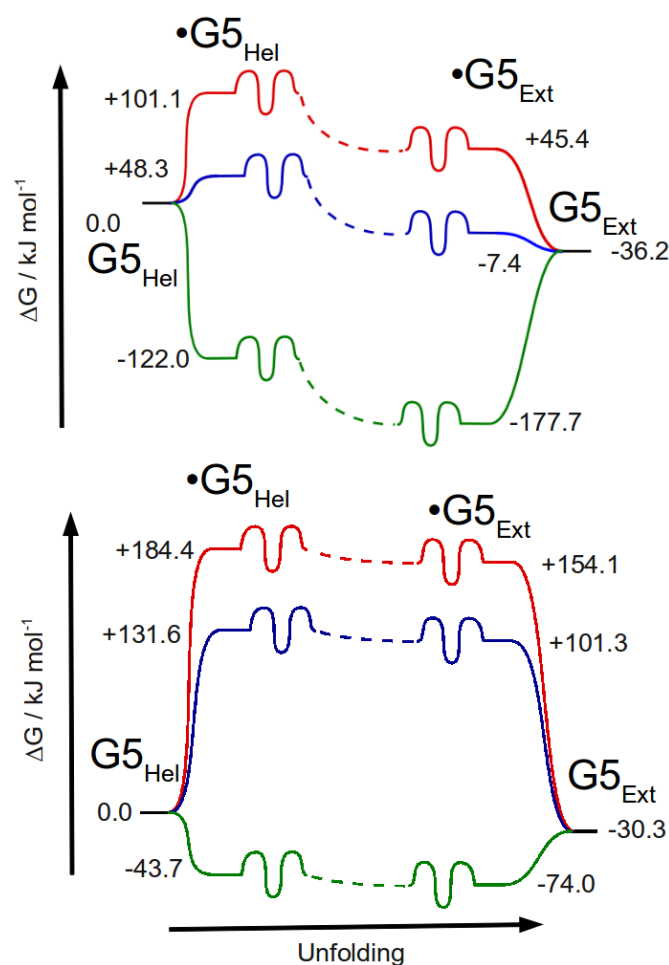 •G5Hel
•G5Ext
+101.1
+45.4
+48.3
G5Ext
0.0
-36.2
G5Hel
-7.4
ΔG / kJ mol⁻¹
-122.0
-177.7
•G5Hel
•G5Ext
+184.4
+154.1
+131.6
+101.3
ΔG / kJ mol⁻¹
G5Hel
G5Ext
0.0
-30.3
-43.7
-74.0
Unfolding